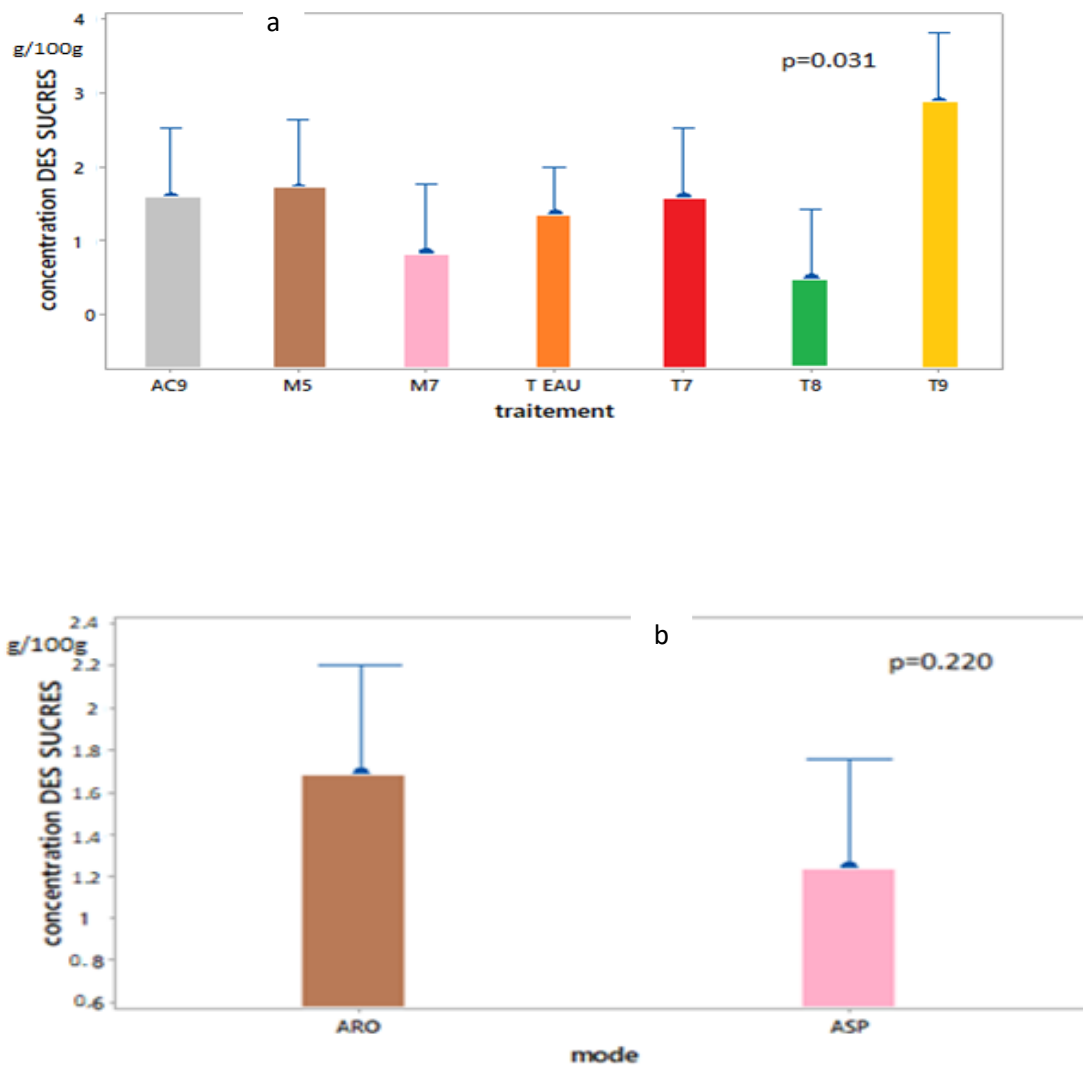 a
4
g/100g
p=0.031
3
2
1
0
concentration DES SUCRES
AC9 M5 M7 T EAU T7 T8 T9
traitement
b
2.4
g/100g
p=0.220
2.2
2
1.8
1.6
1.4
1.2
1
0.8
0.6
concentration DES SUCRES
ARO ASP
mode